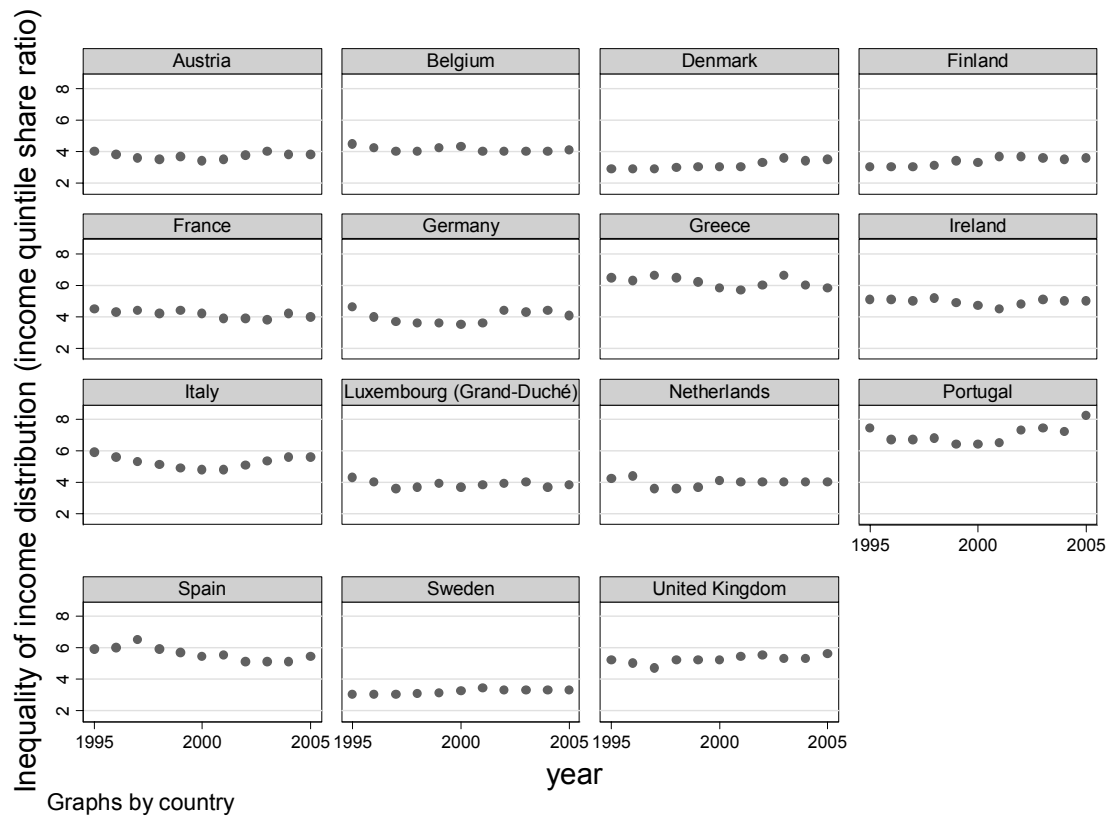 Inequality of income distribution (income quintile share ratio)
Austria Belgium Denmark Finland
8
6
4
2
France Germany Greece Ireland
8
6
4
2
Italy Luxembourg (Grand-Duché) Netherlands Portugal
8
6
4
2
1995 2000 2005
Spain Sweden United Kingdom
8
6
4
2
1995 2000 2005 1995 2000 2005 1995 2000 2005
year
Graphs by country